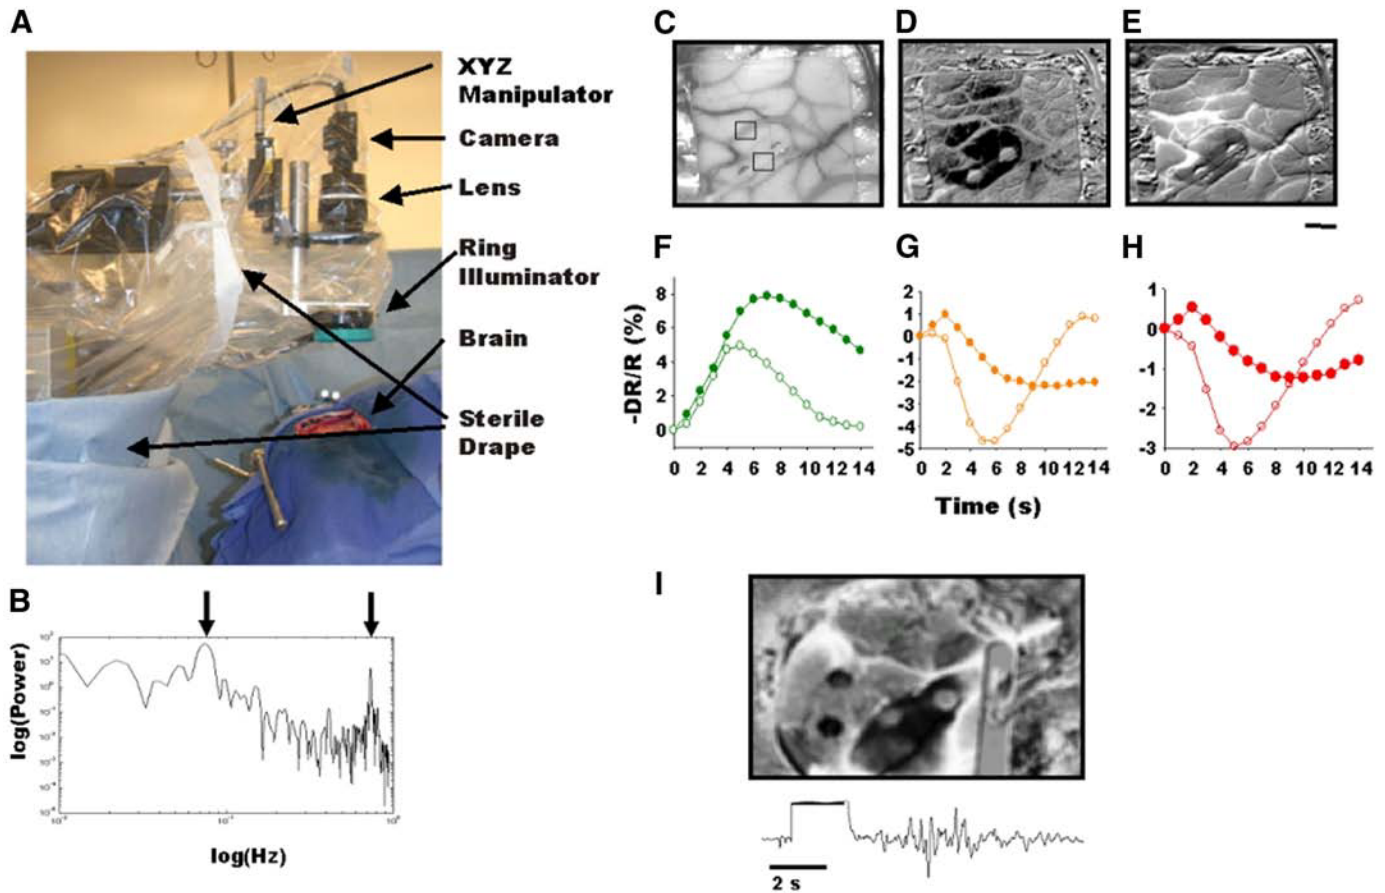 A
XYZ
Manipulator
Camera
Lens
Ring
Illuminator
Brain
Sterile
Drape
B
log(Power)
log(Hz)
C
D
E
F
G
H
-DR/R (%)
8
6
4
2
0
0 2 4 6 8 10 12 14
2
1
0
-1
-2
-3
-4
-5
0 2 4 6 8 10 12 14
1
0
-1
-2
-3
0 2 4 6 8 10 12 14
Time (s)
I
2 s